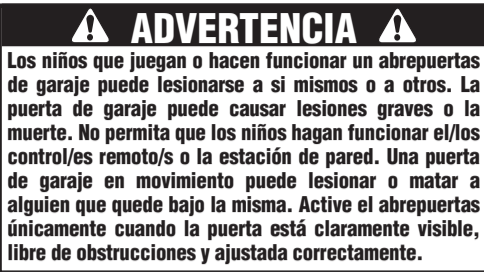 ADVERTENCIA
Los niños que juegan o hacen funcionar un abrepuertas
de garaje puede lesionarse a si mismos o a otros. La
puerta de garaje puede causar lesiones graves o la
muerte. No permita que los niños hagan funcionar el/los
control/es remoto/s o la estación de pared. Una puerta
de garaje en movimiento puede lesionar o matar a
alguien que quede bajo la misma. Active el abrepuertas
únicamente cuando la puerta está claramente visible,
libre de obstrucciones y ajustada correctamente.